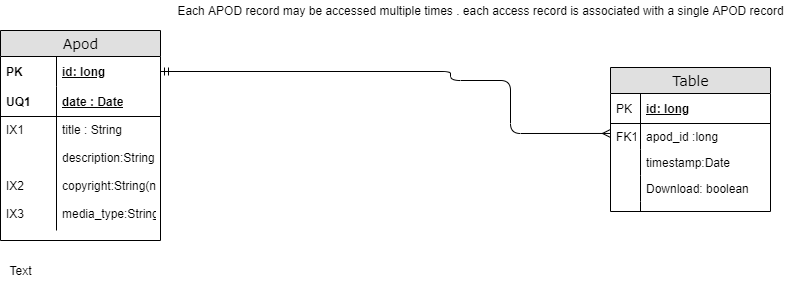 Each APOD record may be accessed multiple times . each access record is associated with a single APOD record
Apod
PK id: long
UQ1 date : Date
IX1 title : String
description:String
IX2 copyright:String(n
IX3 media_type:String
Table
PK id: long
FK1 apod_id :long
timestamp:Date
Download: boolean
Text